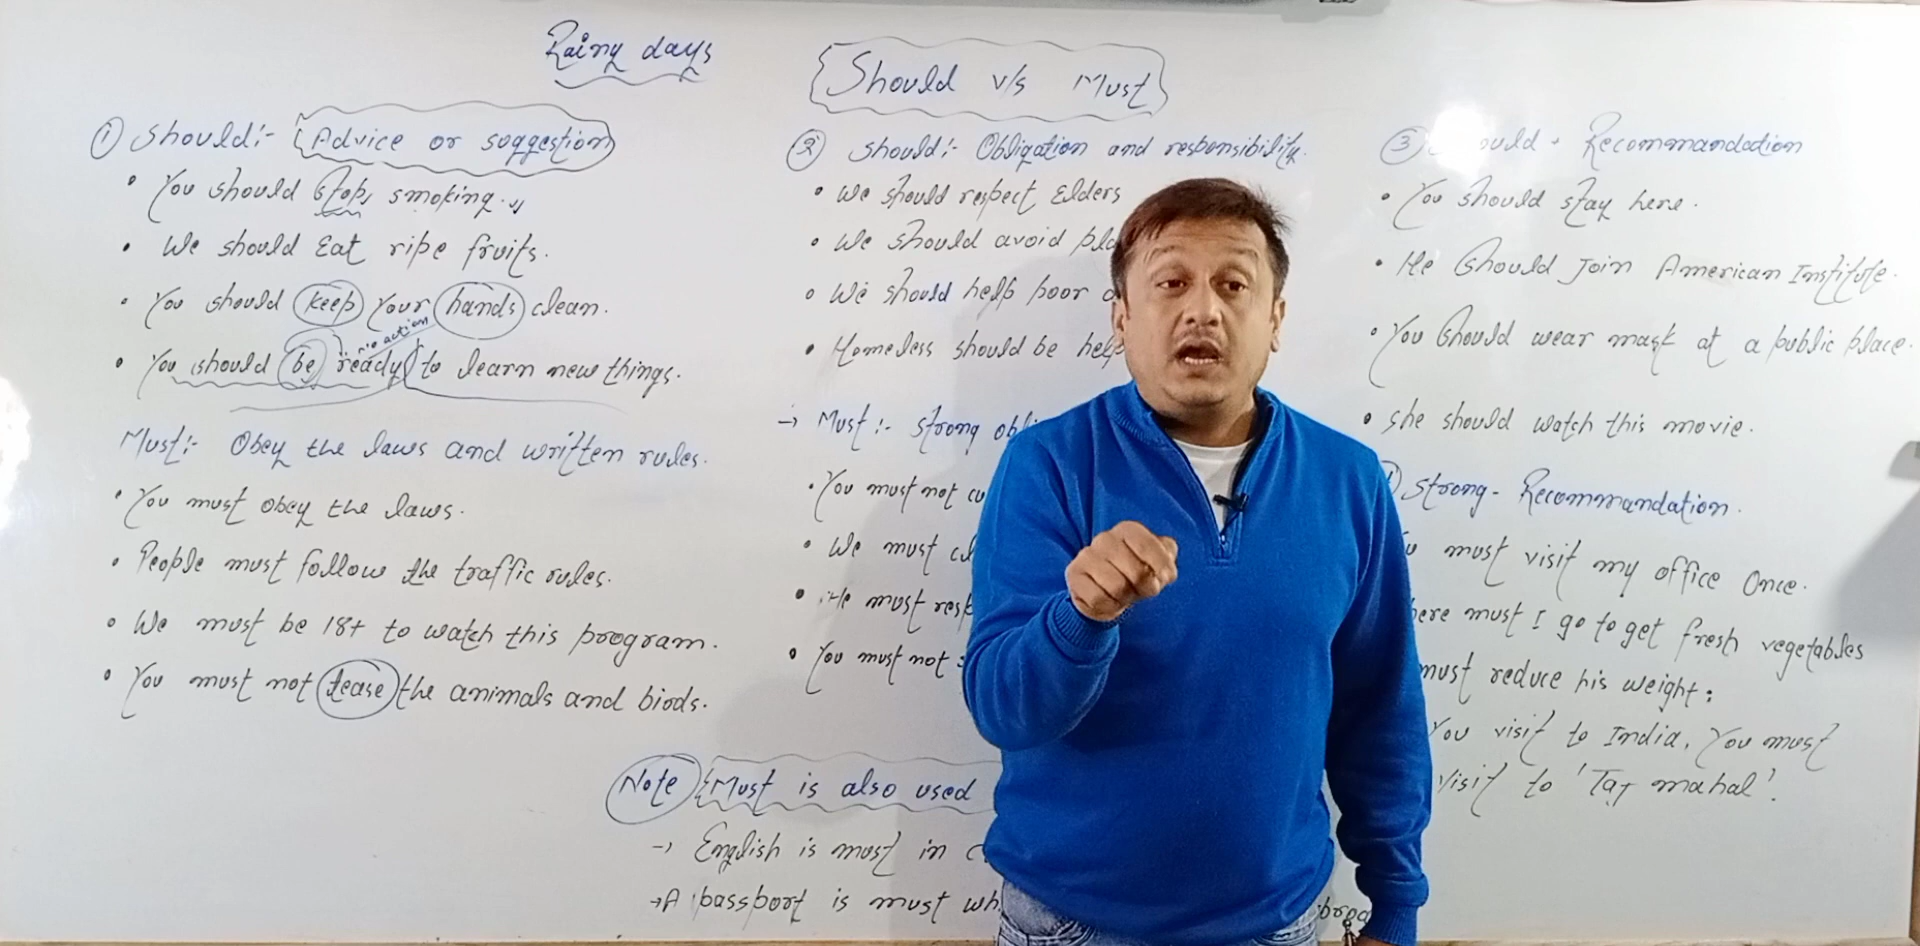 Rainy days
Should v/s Must
① Should:- Advice or suggestion
• You should stop smoking.
• We should Eat ripe fruits.
• You should keep your hands clean.
no action
• You should be ready to learn new things.
Must:- Obey the laws and written rules.
• You must obey the laws.
• People must follow the traffic rules.
• We must be 18+ to watch this program.
• You must not tease the animals and birds.
② should:- Obligation and responsibility.
• We should respect Elders
• We should avoid
• We should help poor
• Homeless should be
→ Must:- strong
• You must not
• We must
• He must
• You must not
③ Recommandation
• You should stay here.
• He should Join American Institute.
• You should wear mask at a public place.
• she should watch this movie.
Strong- Recommandation.
must visit my office Once.
must I go to get fresh vegetables
must reduce his weight:
You visit to India, You must
visit to 'Taj mahal'.
Note Must is also used
→ English is must in
→ A passport is must